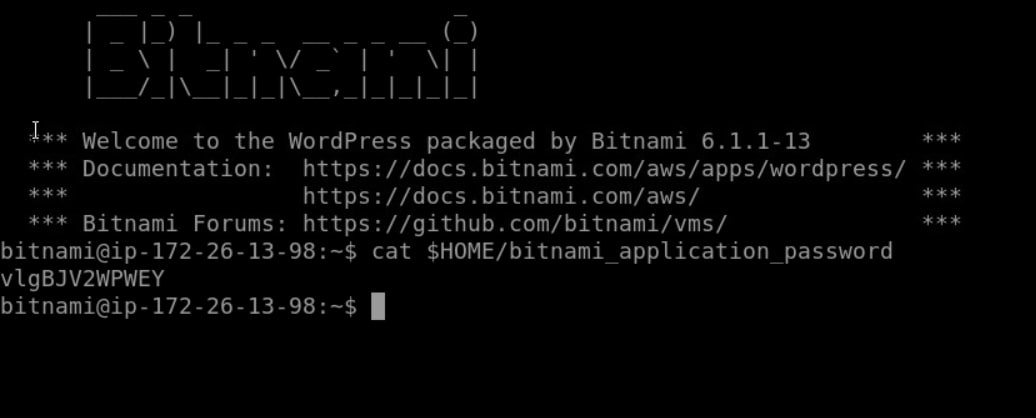 Bitnami
*** Welcome to the WordPress packaged by Bitnami 6.1.1-13 ***
*** Documentation: https://docs.bitnami.com/aws/apps/wordpress/ ***
*** https://docs.bitnami.com/aws/ ***
*** Bitnami Forums: https://github.com/bitnami/vms/ ***
bitnami@ip-172-26-13-98:~$ cat $HOME/bitnami_application_password
vlgBJV2WPWEY
bitnami@ip-172-26-13-98:~$